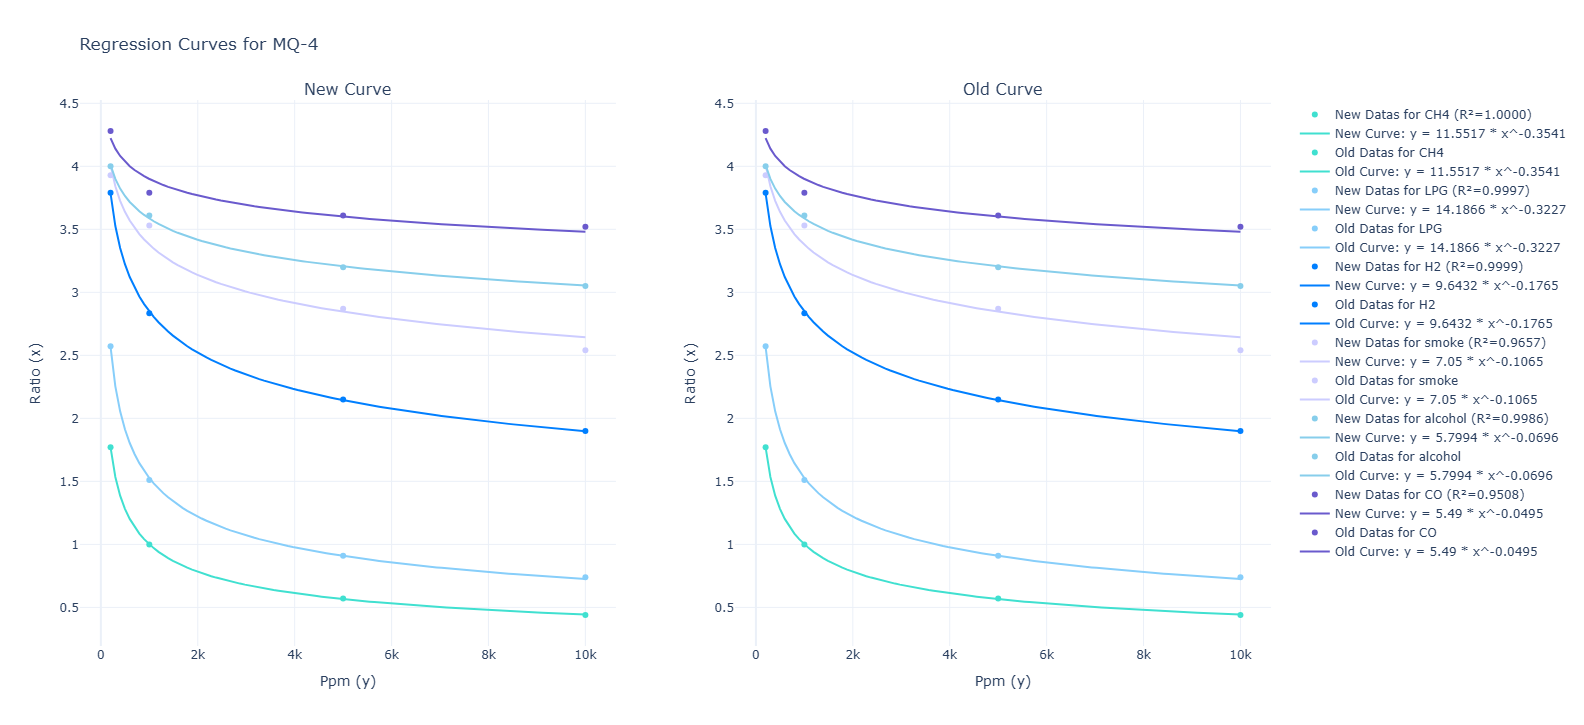 Regression Curves for MQ-4
New Curve
4.5
4
3.5
3
2.5
2
1.5
1
0.5
Ratio (x)
0
2k
4k
6k
8k
10k
Ppm (y)
Old Curve
4.5
4
3.5
3
2.5
2
1.5
1
0.5
Ratio (x)
0
2k
4k
6k
8k
10k
Ppm (y)
New Datas for CH4 (R²=1.0000)
New Curve: y = 11.5517 * x^-0.3541
Old Datas for CH4
Old Curve: y = 11.5517 * x^-0.3541
New Datas for LPG (R²=0.9997)
New Curve: y = 14.1866 * x^-0.3227
Old Datas for LPG
Old Curve: y = 14.1866 * x^-0.3227
New Datas for H2 (R²=0.9999)
New Curve: y = 9.6432 * x^-0.1765
Old Datas for H2
Old Curve: y = 9.6432 * x^-0.1765
New Datas for smoke (R²=0.9657)
New Curve: y = 7.05 * x^-0.1065
Old Datas for smoke
Old Curve: y = 7.05 * x^-0.1065
New Datas for alcohol (R²=0.9986)
New Curve: y = 5.7994 * x^-0.0696
Old Datas for alcohol
Old Curve: y = 5.7994 * x^-0.0696
New Datas for CO (R²=0.9508)
New Curve: y = 5.49 * x^-0.0495
Old Datas for CO
Old Curve: y = 5.49 * x^-0.0495